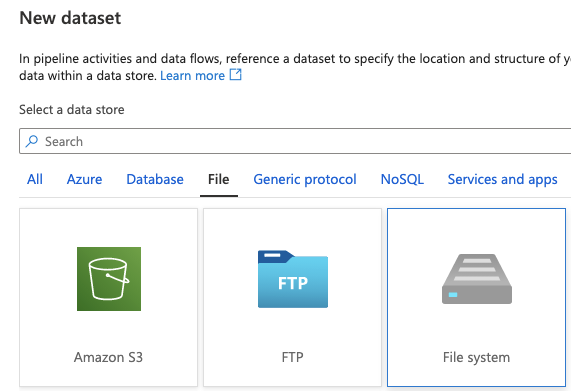 New dataset
In pipeline activities and data flows, reference a dataset to specify the location and structure of
data within a data store. Learn more
Select a data store
Search
All Azure Database File Generic protocol NoSQL Services and apps
FTP
Amazon S3 FTP File system